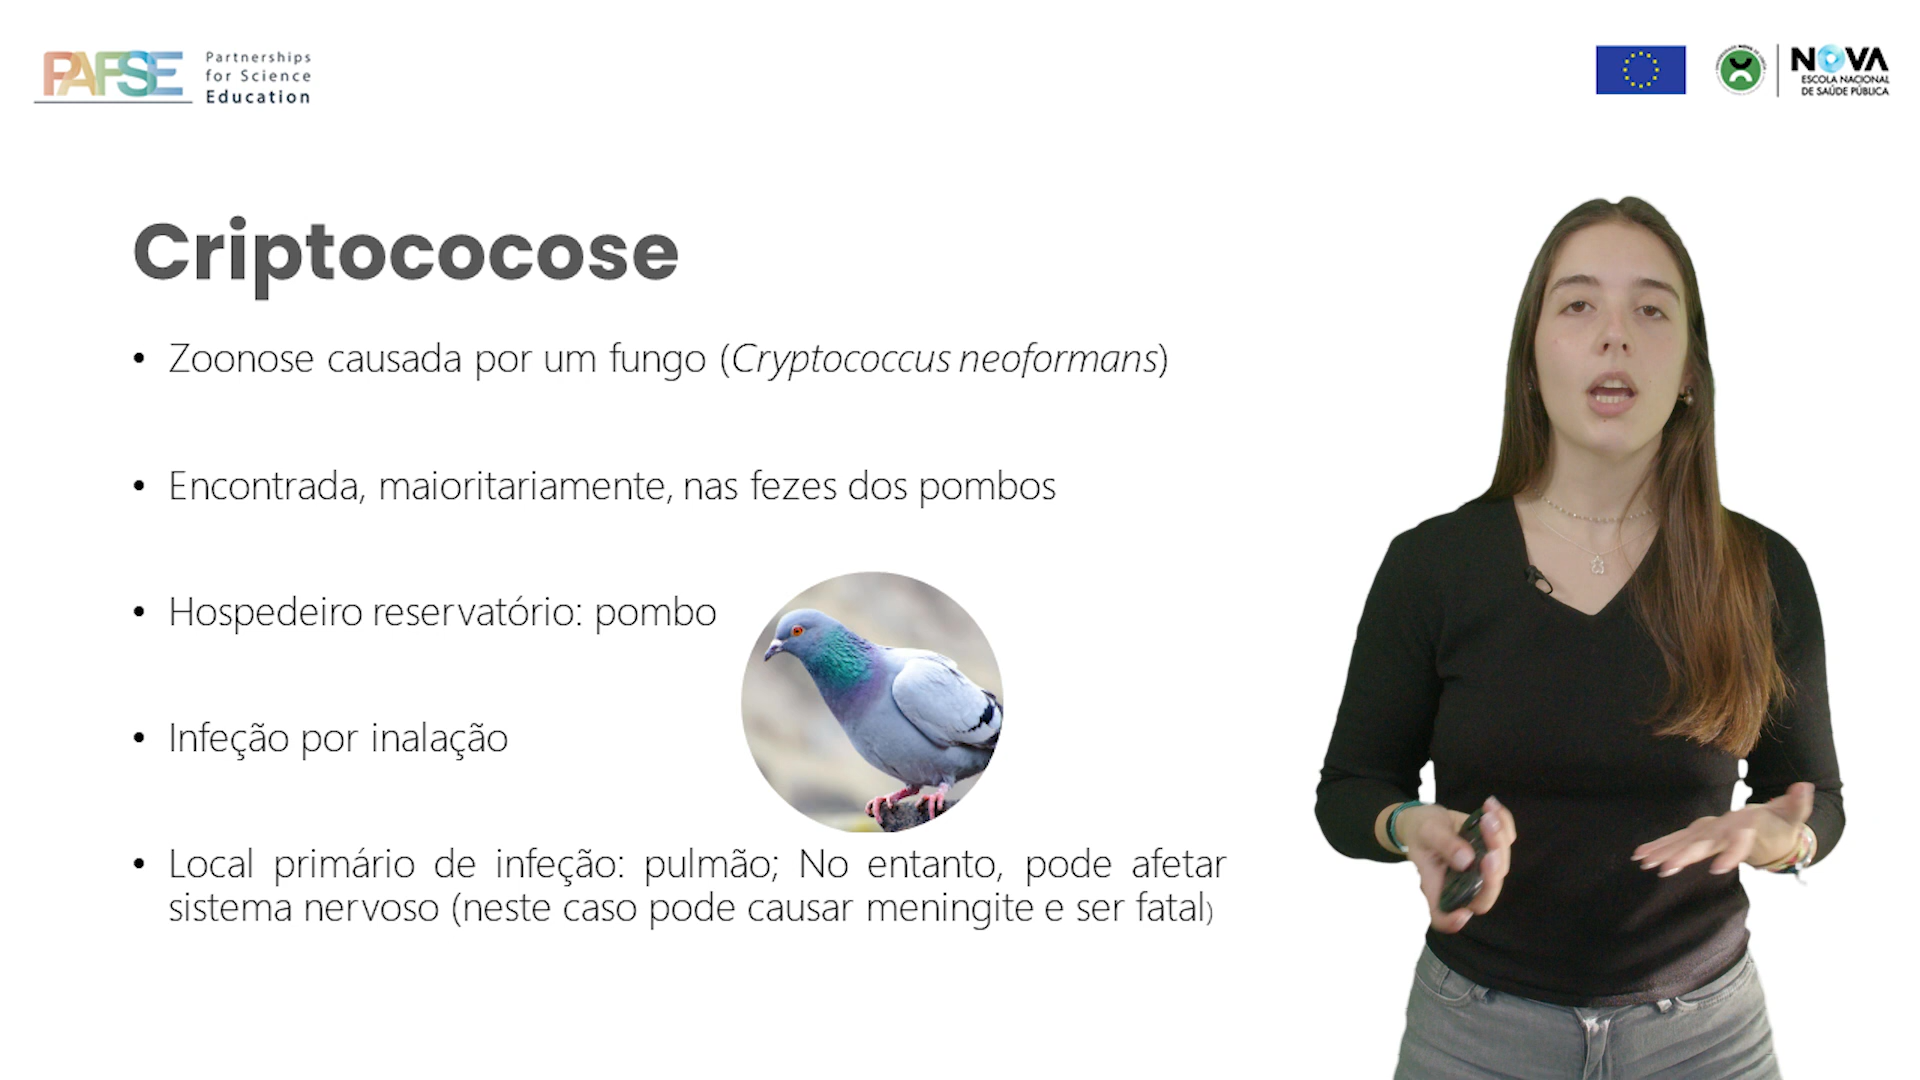 PAFSE
Partnerships
for Science
Education
NOVA
ESCOLA NACIONAL
DE SAÚDE PÚBLICA
Criptococose
• Zoonose causada por um fungo (Cryptococcus neoformans)
• Encontrada, maioritariamente, nas fezes dos pombos
• Hospedeiro reservatório: pombo
• Infeção por inalação
• Local primário de infeção: pulmão; No entanto, pode afetar
sistema nervoso (neste caso pode causar meningite e ser fatal)